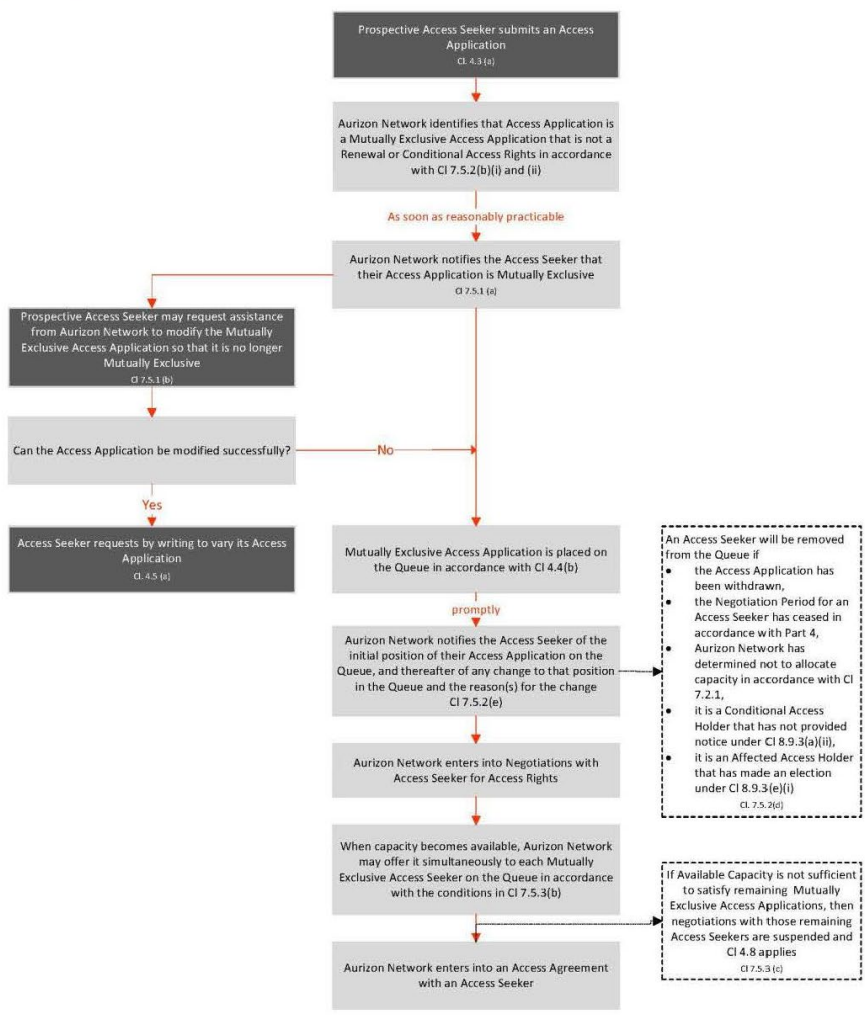 Prospective Access Seeker submits an Access
Application
Cl. 4.3 (a)
Aurizon Network identifies that Access Application is
a Mutually Exclusive Access Application that is not a
Renewal or Conditional Access Rights in accordance
with Cl 7.5.2(b)(i) and (ii)
As soon as reasonably practicable
Aurizon Network notifies the Access Seeker that
their Access Application is Mutually Exclusive
Cl 7.5.1 (a)
Prospective Access Seeker may request assistance
from Aurizon Network to modify the Mutually
Exclusive Access Application so that it is no longer
Mutually Exclusive
Cl 7.5.1 (b)
Can the Access Application be modified successfully?
No
Yes
Access Seeker requests by writing to vary its Access
Application
CL 4.5 (a)
Mutually Exclusive Access Application is placed on
the Queue in accordance with Cl 4.4(b)
promptly
Aurizon Network notifies the Access Seeker of the
initial position of their Access Application on the
Queue, and thereafter of any change to that position
in the Queue and the reason(s) for the change
Cl 7.5.2(e)
An Access Seeker will be removed
from the Queue if
• the Access Application has
been withdrawn,
• the Negotiation Period for an
Access Seeker has ceased in
accordance with Part 4,
• Aurizon Network has
determined not to allocate
capacity in accordance with Cl
7.2.1,
• it is a Conditional Access
Holder that has not provided
notice under Cl 8.9.3(a)(ii),
• it is an Affected Access Holder
that has made an election
under Cl 8.9.3(e)(i)
Cl. 7.5.2(d)
Aurizon Network enters into Negotiations with
Access Seeker for Access Rights
When capacity becomes available, Aurizon Network
may offer it simultaneously to each Mutually
Exclusive Access Seeker on the Queue in accordance
with the conditions in Cl 7.5.3(b)
If Available Capacity is not sufficient
to satisfy remaining Mutually
Exclusive Access Applications, then
negotiations with those remaining
Access Seekers are suspended and
Cl 4.8 applies
Cl 7.5.3 (c)
Aurizon Network enters into an Access Agreement
with an Access Seeker